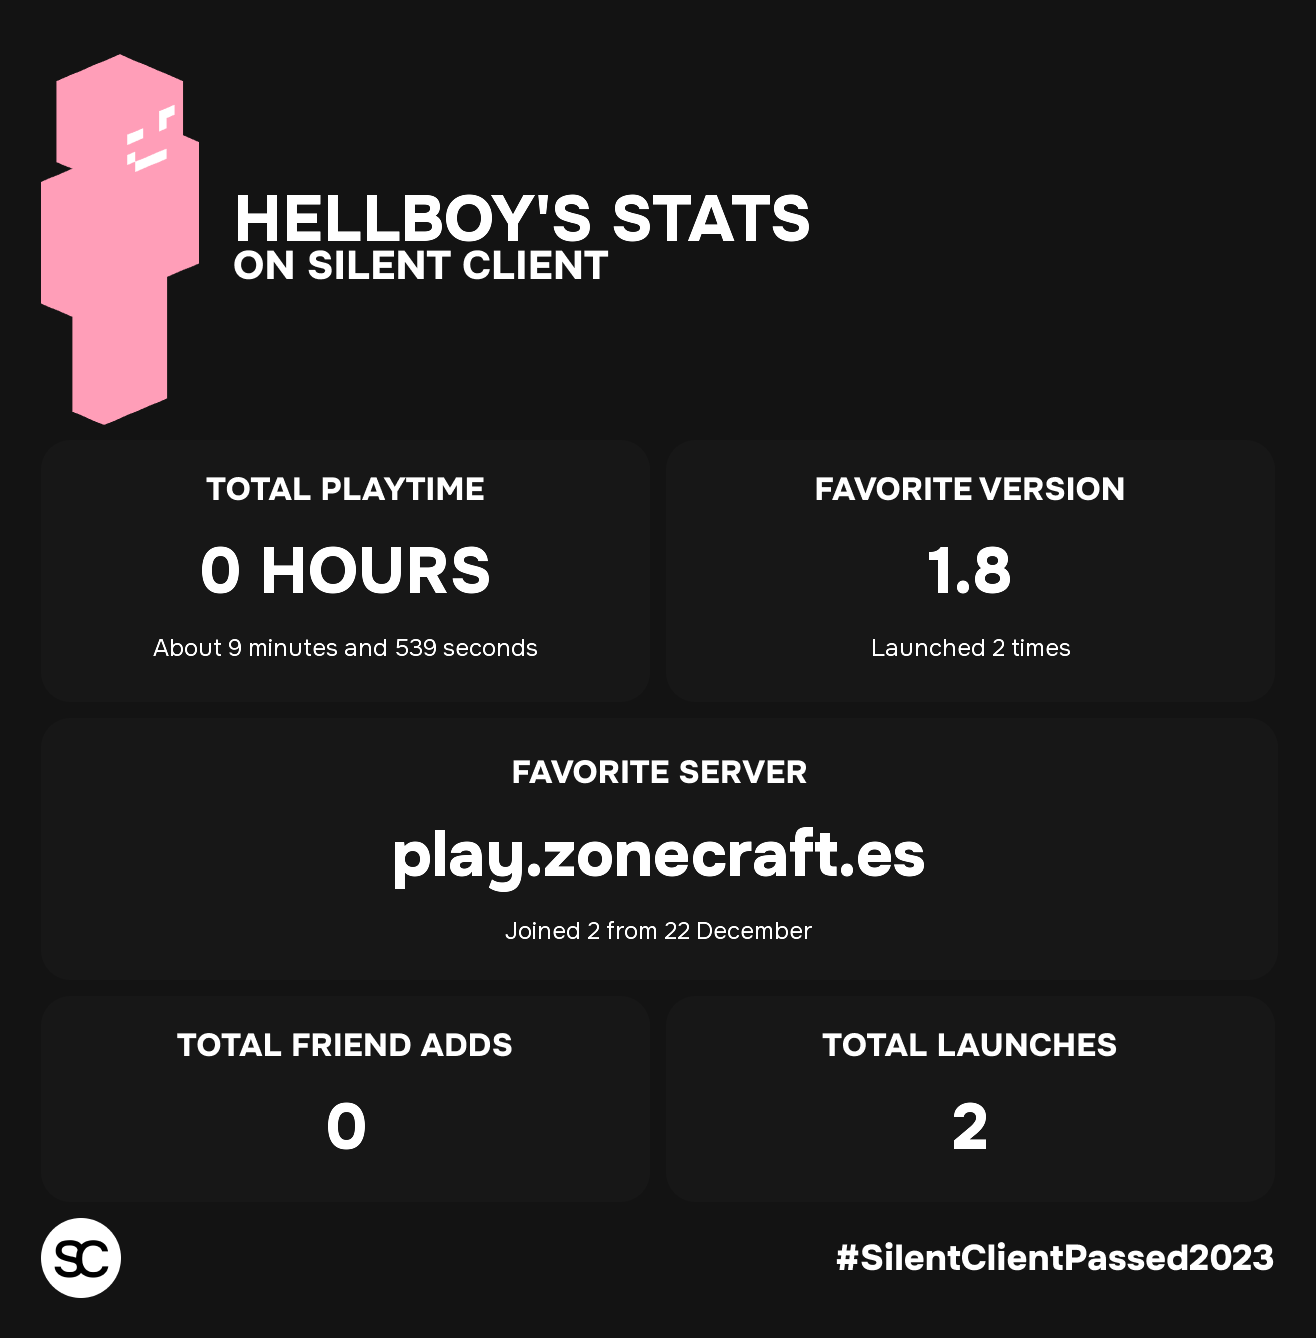 HELLBOY'S STATS
ON SILENT CLIENT
TOTAL PLAYTIME
0 HOURS
About 9 minutes and 539 seconds
FAVORITE VERSION
1.8
Launched 2 times
FAVORITE SERVER
play.zonecraft.es
Joined 2 from 22 December
TOTAL FRIEND ADDS
0
TOTAL LAUNCHES
2
SC
#SilentClientPassed2023